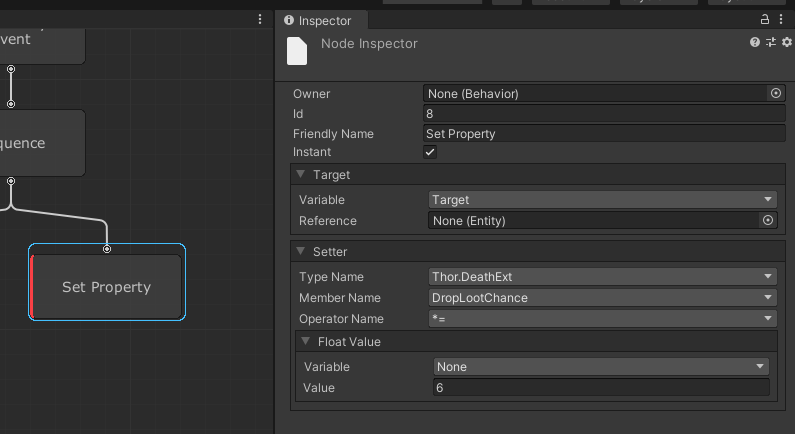 vent
quence
Set Property
Inspector
Node Inspector
Owner None (Behavior)
Id 8
Friendly Name Set Property
Instant
Target
Variable Target
Reference None (Entity)
Setter
Type Name Thor.DeathExt
Member Name DropLootChance
Operator Name *=
Float Value
Variable None
Value 6